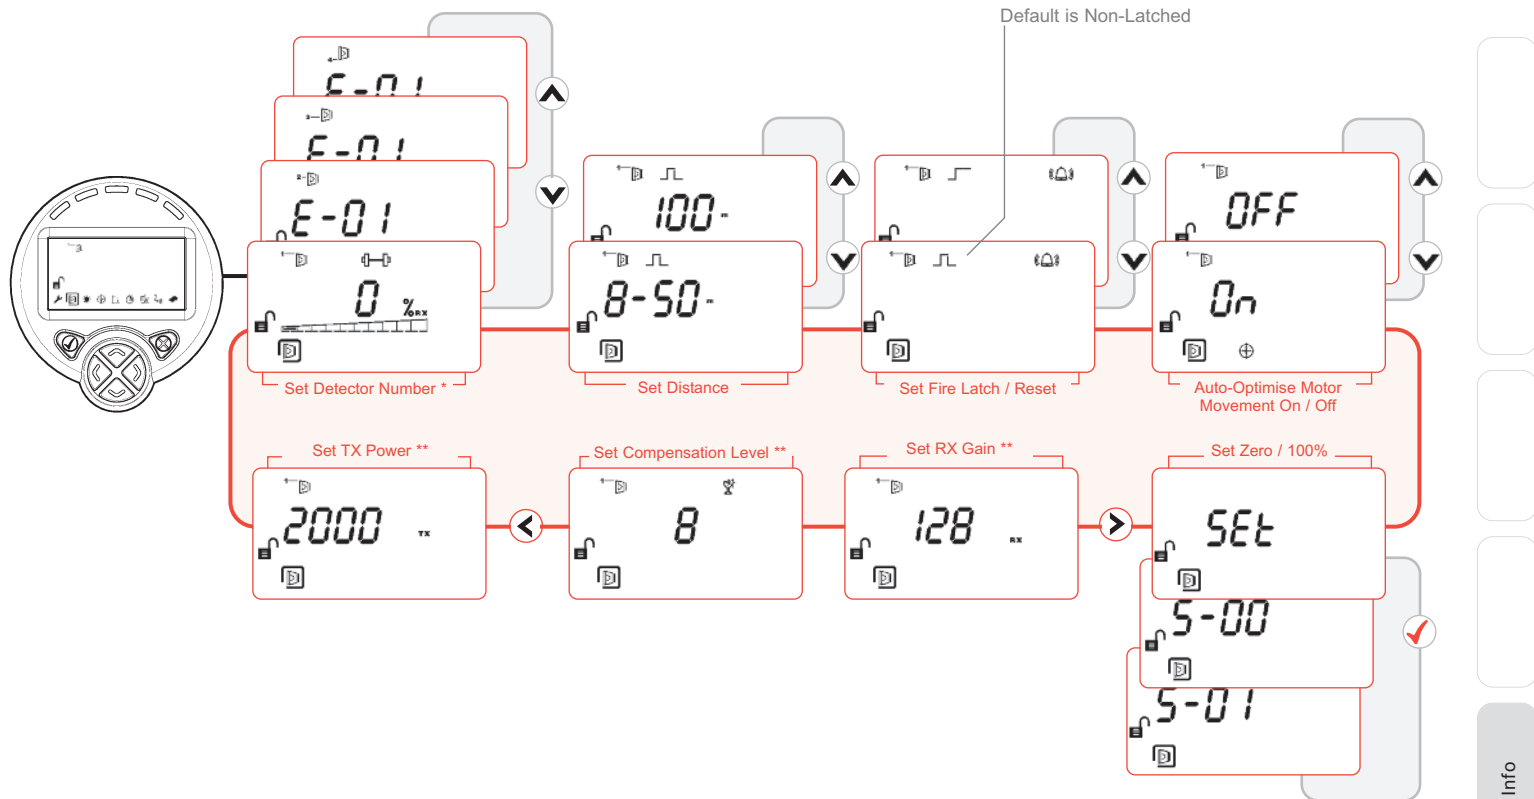 Default is Non-Latched
E-01
E-01
E-01
0 %RX
Set Detector Number *
100 m
8-50 m
Set Distance
Set Fire Latch / Reset
OFF
On
Auto-Optimise Motor
Movement On / Off
Set TX Power **
2000 TX
Set Compensation Level **
8
Set RX Gain **
128 RX
Set Zero / 100%
SEt
S-00
S-01
Info